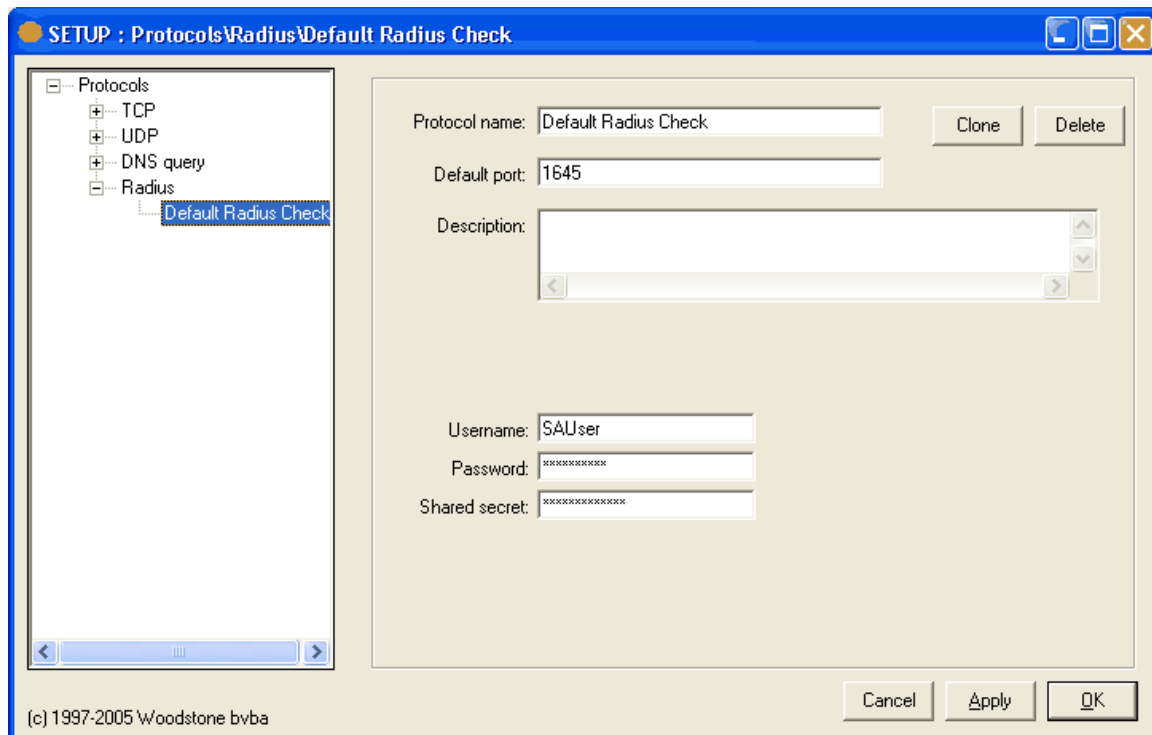 SETUP : Protocols\Radius\Default Radius Check
Protocols
TCP
UDP
DNS query
Radius
Default Radius Check
Protocol name: Default Radius Check
Clone
Delete
Default port: 1645
Description:
Username: SAUser
Password: **********
Shared secret: *************
Cancel
Apply
OK
(c) 1997-2005 Woodstone bvba